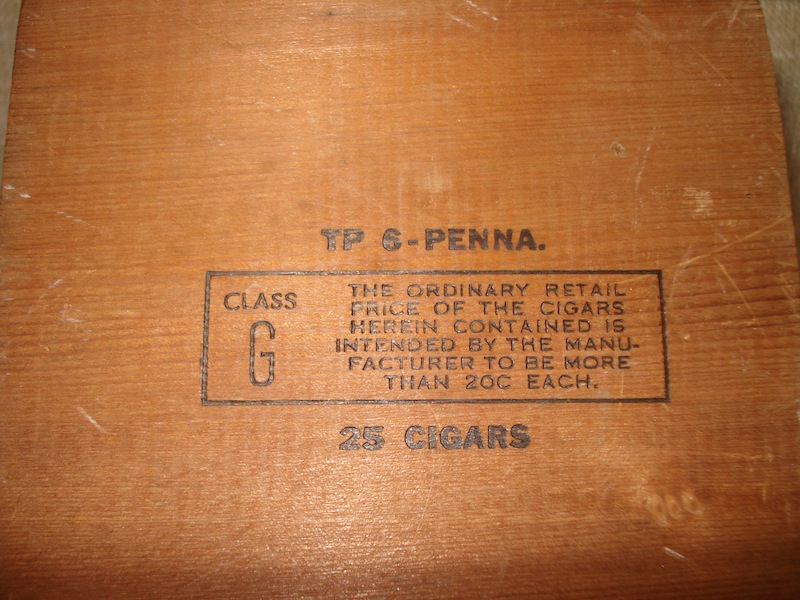 TP 6-PENNA.
CLASS
G
THE ORDINARY RETAIL
PRICE OF THE CIGARS
HEREIN CONTAINED IS
INTENDED BY THE MANU-
FACTURER TO BE MORE
THAN 20C EACH.
25 CIGARS